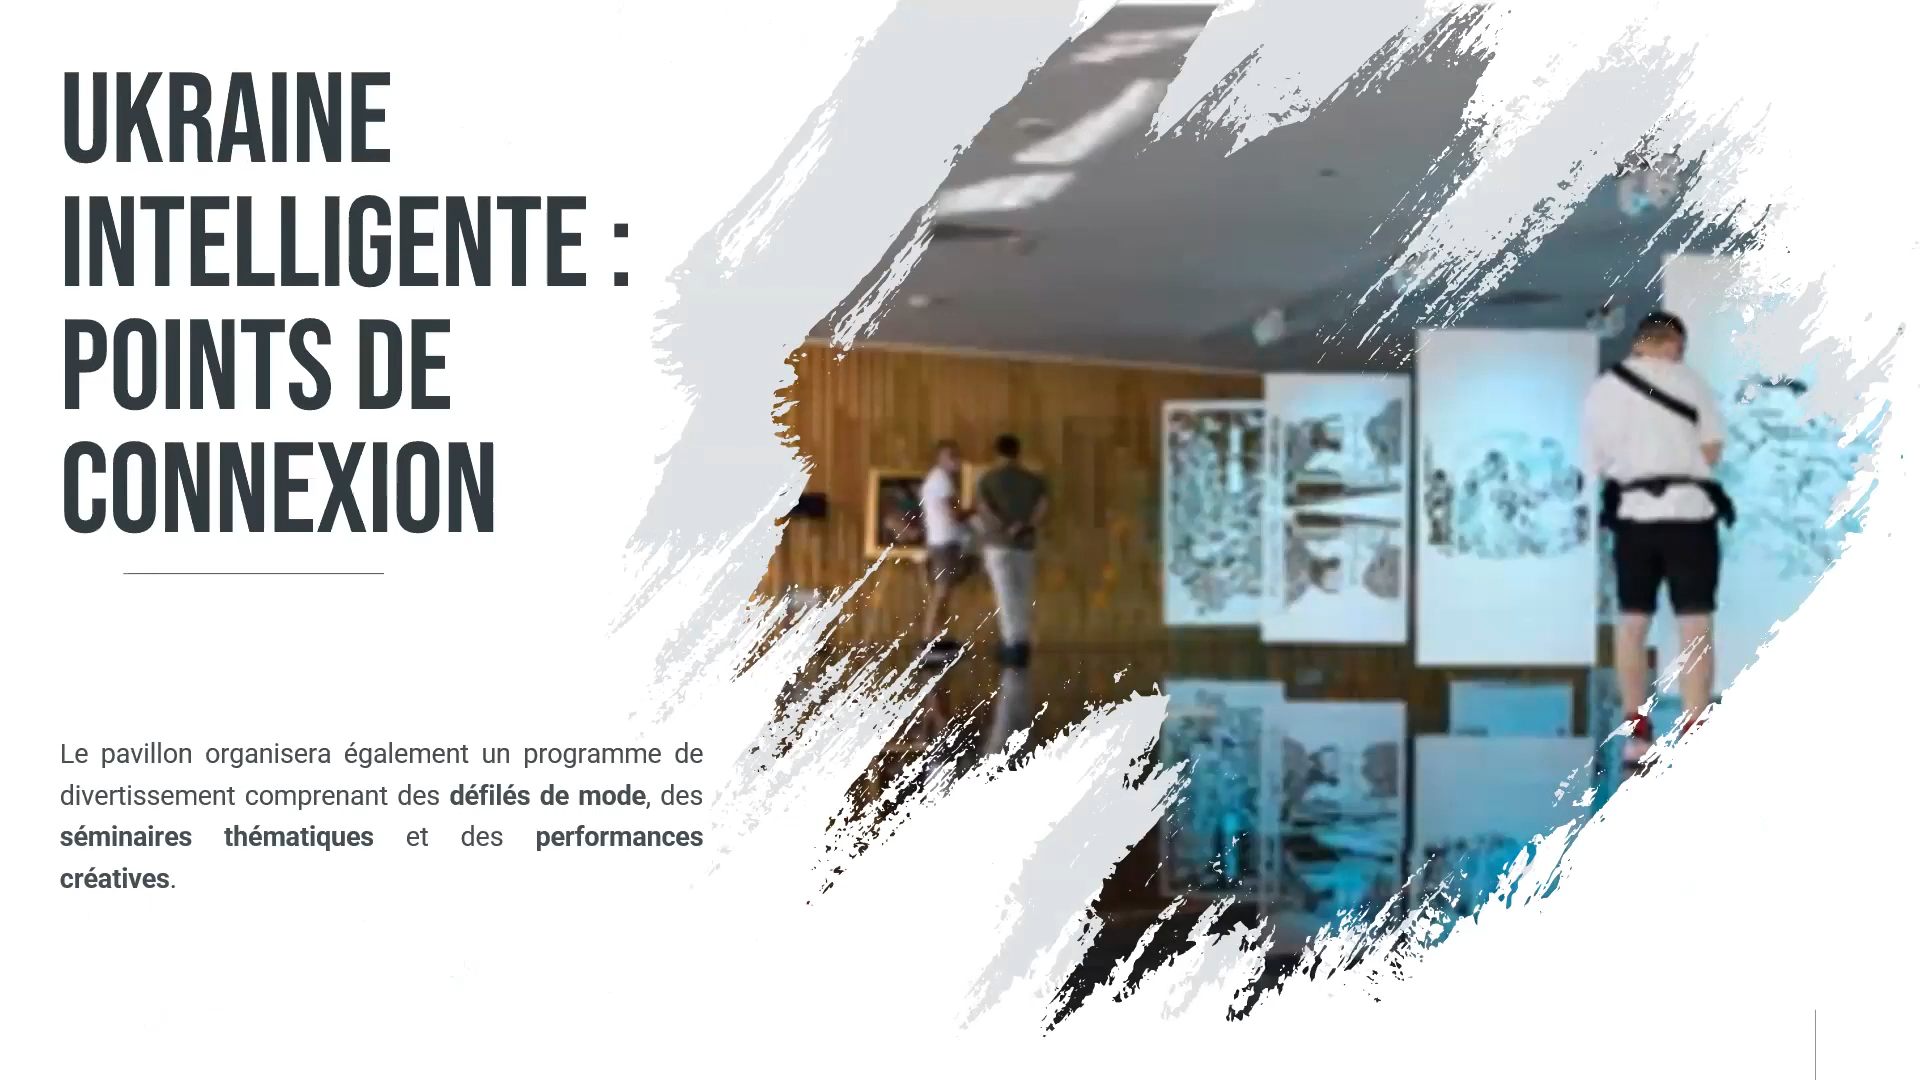 UKRAINE
INTELLIGENTE :
POINTS DE
CONNEXION
Le pavillon organisera également un programme de
divertissement comprenant des défilés de mode, des
séminaires thématiques et des performances
créatives.